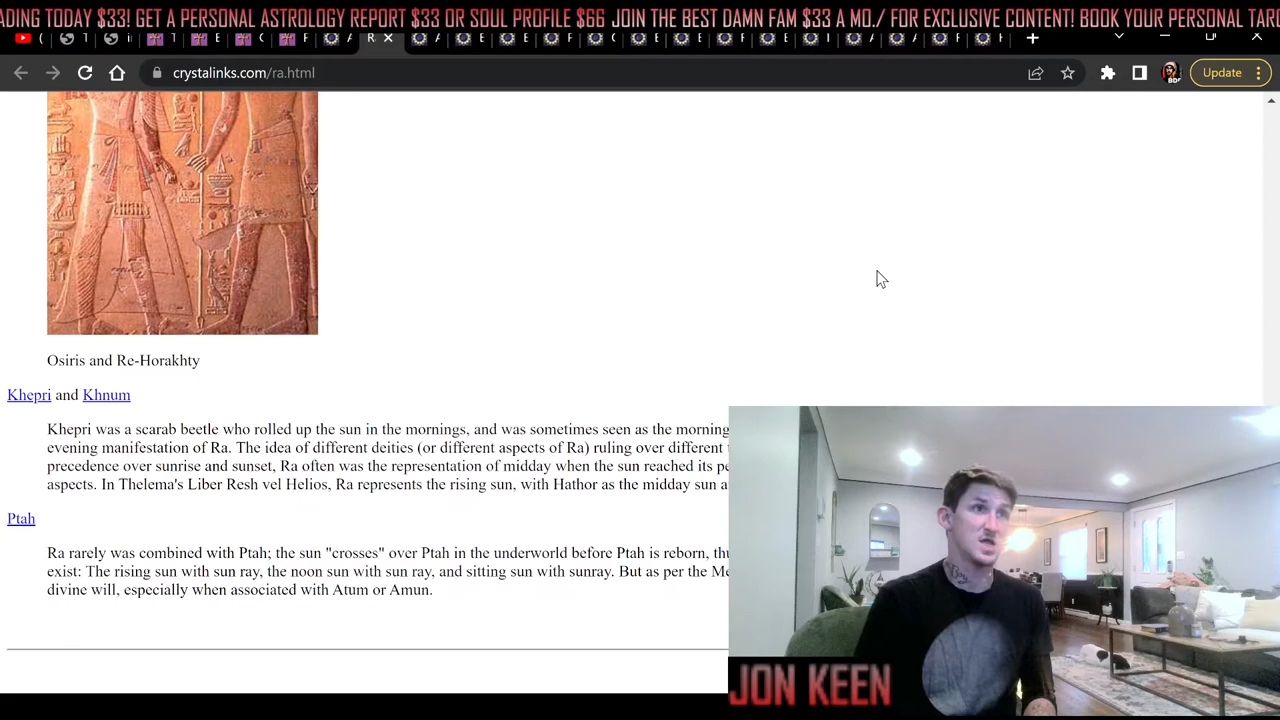 ADING TODAY $33! GET A PERSONAL ASTROLOGY REPORT $33 OR SOUL PROFILE $66 JOIN THE BEST DAMN FAM $33 A MO./ FOR EXCLUSIVE CONTENT! BOOK YOUR PERSONAL TAR
crystalinks.com/ra.html
Update
Osiris and Re-Horakhty
Khepri and Khnum
Khepri was a scarab beetle who rolled up the sun in the mornings, and was sometimes seen as the morning
evening manifestation of Ra. The idea of different deities (or different aspects of Ra) ruling over different
precedence over sunrise and sunset, Ra often was the representation of midday when the sun reached its pe
aspects. In Thelema's Liber Resh vel Helios, Ra represents the rising sun, with Hathor as the midday sun a
Ptah
Ra rarely was combined with Ptah; the sun "crosses" over Ptah in the underworld before Ptah is reborn, thu
exist: The rising sun with sun ray, the noon sun with sun ray, and sitting sun with sunray. But as per the Me
divine will, especially when associated with Atum or Amun.
JON KEEN